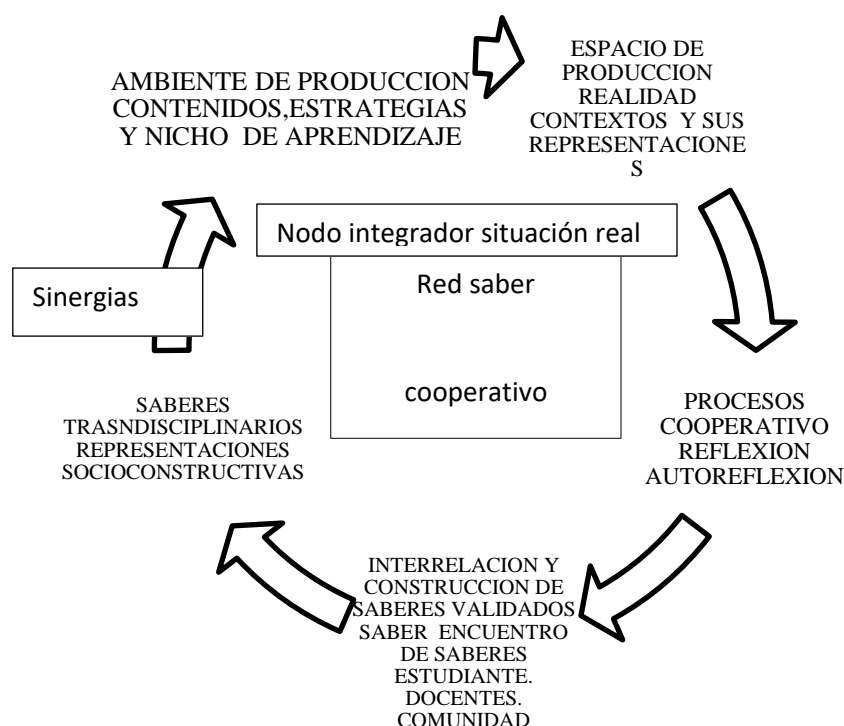 AMBIENTE DE PRODUCCION
CONTENIDOS,ESTRATEGIAS
Y NICHO DE APRENDIZAJE
ESPACIO DE
PRODUCCION
REALIDAD
CONTEXTOS Y SUS
REPRESENTACIONE
S
Nodo integrador situación real
Red saber
cooperativo
Sinergias
PROCESOS
COOPERATIVO
REFLEXION
AUTOREFLEXION
INTERRELACION Y
CONSTRUCCION DE
SABERES VALIDADOS
SABER ENCUENTRO
DE SABERES
ESTUDIANTE.
DOCENTES.
COMUNIDAD
SABERES
TRASNDISCIPLINARIOS
REPRESENTACIONES
SOCIOCONSTRUCTIVAS